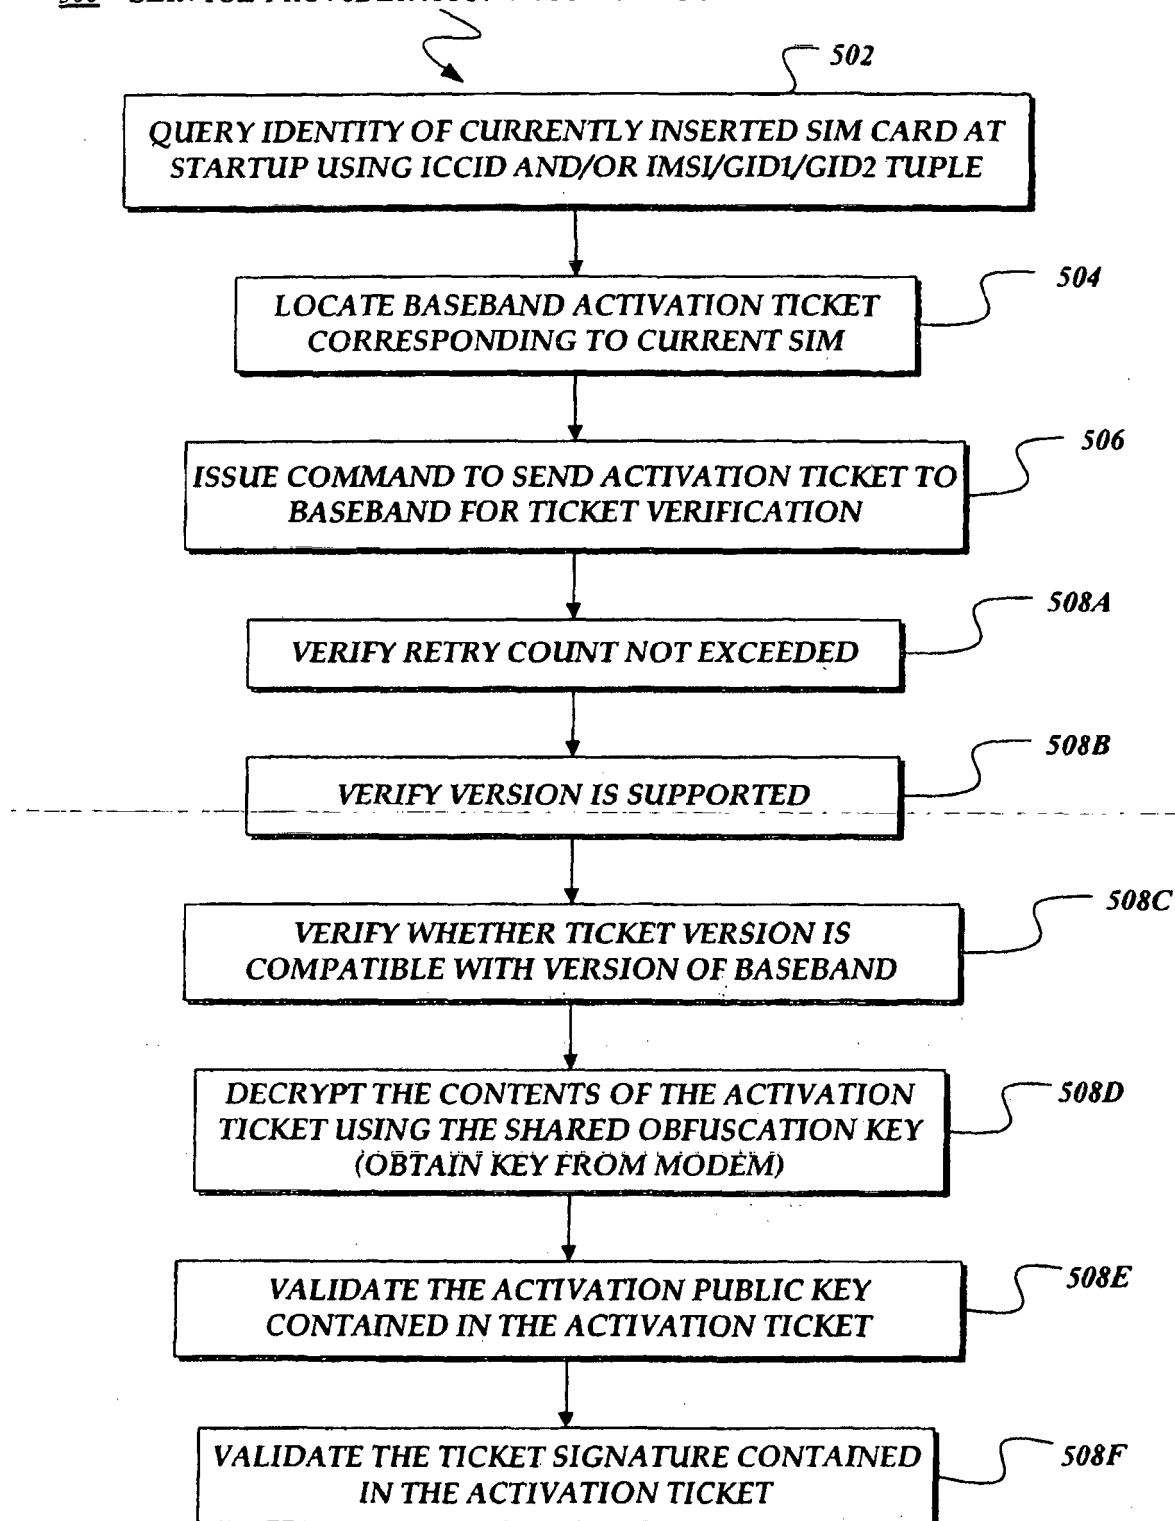 502
QUERY IDENTITY OF CURRENTLY INSERTED SIM CARD AT
STARTUP USING ICCID AND/OR IMSI/GID1/GID2 TUPLE
504
LOCATE BASEBAND ACTIVATION TICKET
CORRESPONDING TO CURRENT SIM
506
ISSUE COMMAND TO SEND ACTIVATION TICKET TO
BASEBAND FOR TICKET VERIFICATION
508A
VERIFY RETRY COUNT NOT EXCEEDED
508B
VERIFY VERSION IS SUPPORTED
508C
VERIFY WHETHER TICKET VERSION IS
COMPATIBLE WITH VERSION OF BASEBAND
508D
DECRYPT THE CONTENTS OF THE ACTIVATION
TICKET USING THE SHARED OBFUSCATION KEY
(OBTAIN KEY FROM MODEM)
508E
VALIDATE THE ACTIVATION PUBLIC KEY
CONTAINED IN THE ACTIVATION TICKET
508F
VALIDATE THE TICKET SIGNATURE CONTAINED
IN THE ACTIVATION TICKET